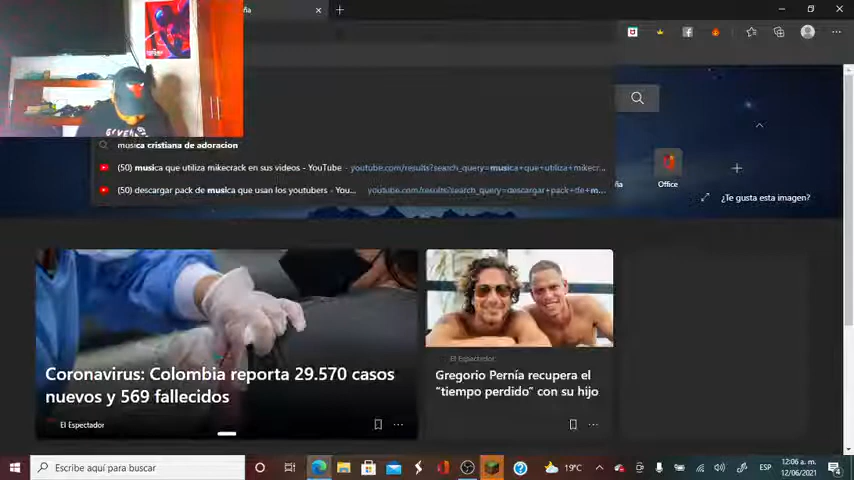 ña
musica cristiana de adoracion
(50) musica que utiliza mikecrack en sus videos - YouTube - youtube.com/results?search_query=musica+que+utiliza+mikecr...
(50) descargar pack de musica que usan los youtubers - You... youtube.com/results?search_query=descargar+pack+de+m...
ña
Office
¿Te gusta esta imagen?
Coronavirus: Colombia reporta 29.570 casos
nuevos y 569 fallecidos
El Espectador
El Espectador
Gregorio Pernía recupera el
"tiempo perdido" con su hijo
Escribe aquí para buscar
19°C
ESP
12:06 a. m.
12/06/2021